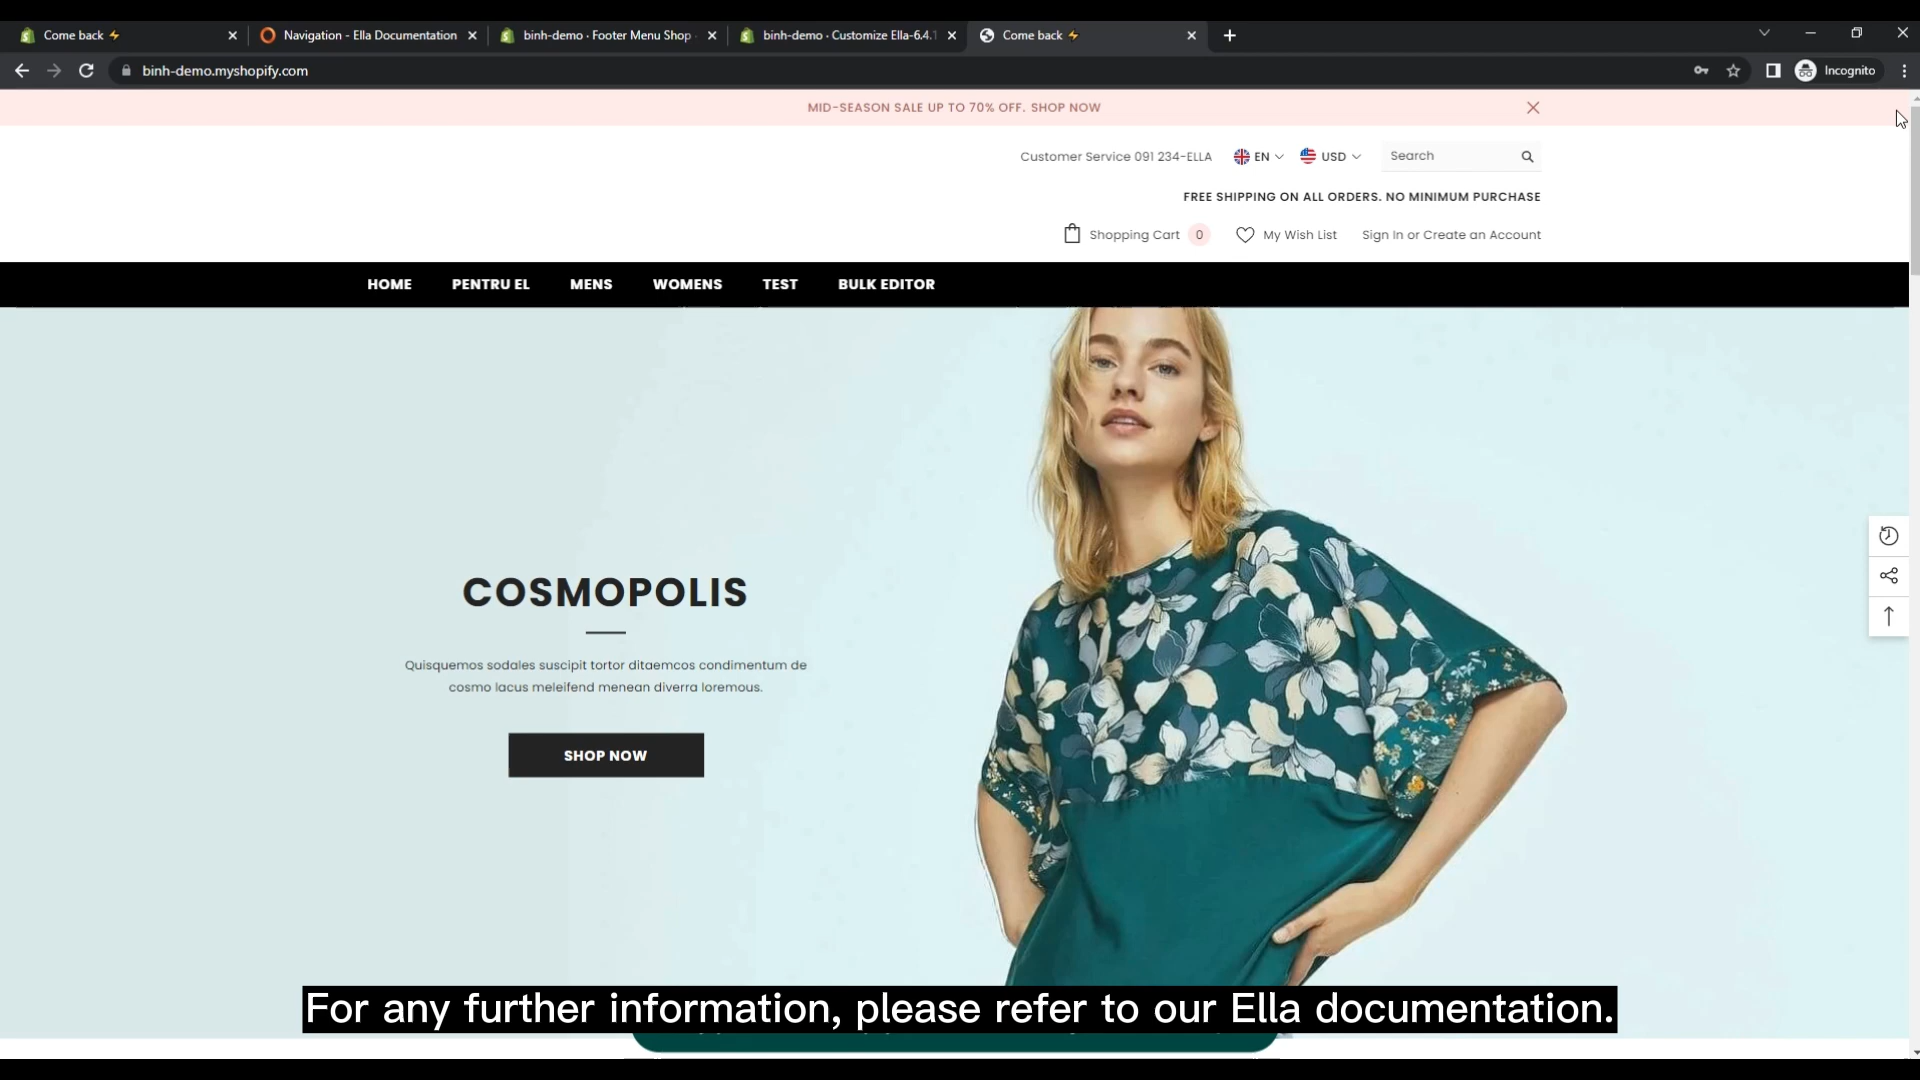 Come back ⚡
Navigation - Ella Documentation
binh-demo · Footer Menu Shop
binh-demo · Customize Ella-6.4.1
Come back ⚡
binh-demo.myshopify.com
Incognito
MID-SEASON SALE UP TO 70% OFF. SHOP NOW
Customer Service 091 234-ELLA
EN
USD
Search
FREE SHIPPING ON ALL ORDERS. NO MINIMUM PURCHASE
Shopping Cart 0
My Wish List
Sign In or Create an Account
HOME PENTRU EL MENS WOMENS TEST BULK EDITOR
COSMOPOLIS
Quisquemos sodales suscipit tortor ditaemcos condimentum de
cosmo lacus meleifend menean diverra loremous.
SHOP NOW
For any further information, please refer to our Ella documentation.